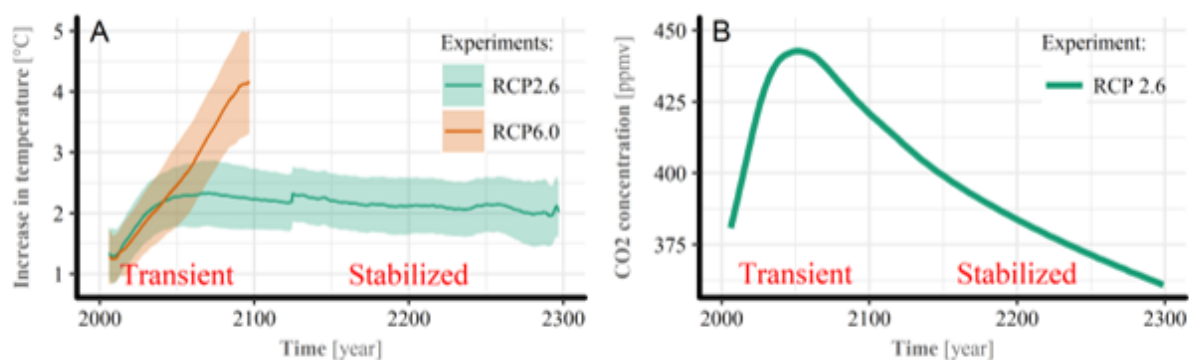 A
Increase in temperature [°C]
5
4
3
2
1
Experiments:
RCP2.6
RCP6.0
Transient
Stabilized
2000
2100
2200
2300
Time [year]
B
CO2 concentration [ppmv]
450
425
400
375
Experiment:
RCP 2.6
Transient
Stabilized
2000
2100
2200
2300
Time [year]